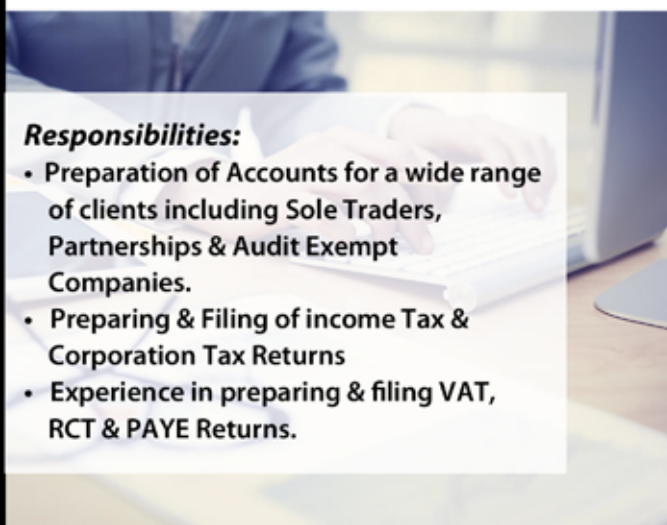 Responsibilities:
• Preparation of Accounts for a wide range
of clients including Sole Traders,
Partnerships & Audit Exempt
Companies.
• Preparing & Filing of income Tax &
Corporation Tax Returns
• Experience in preparing & filing VAT,
RCT & PAYE Returns.